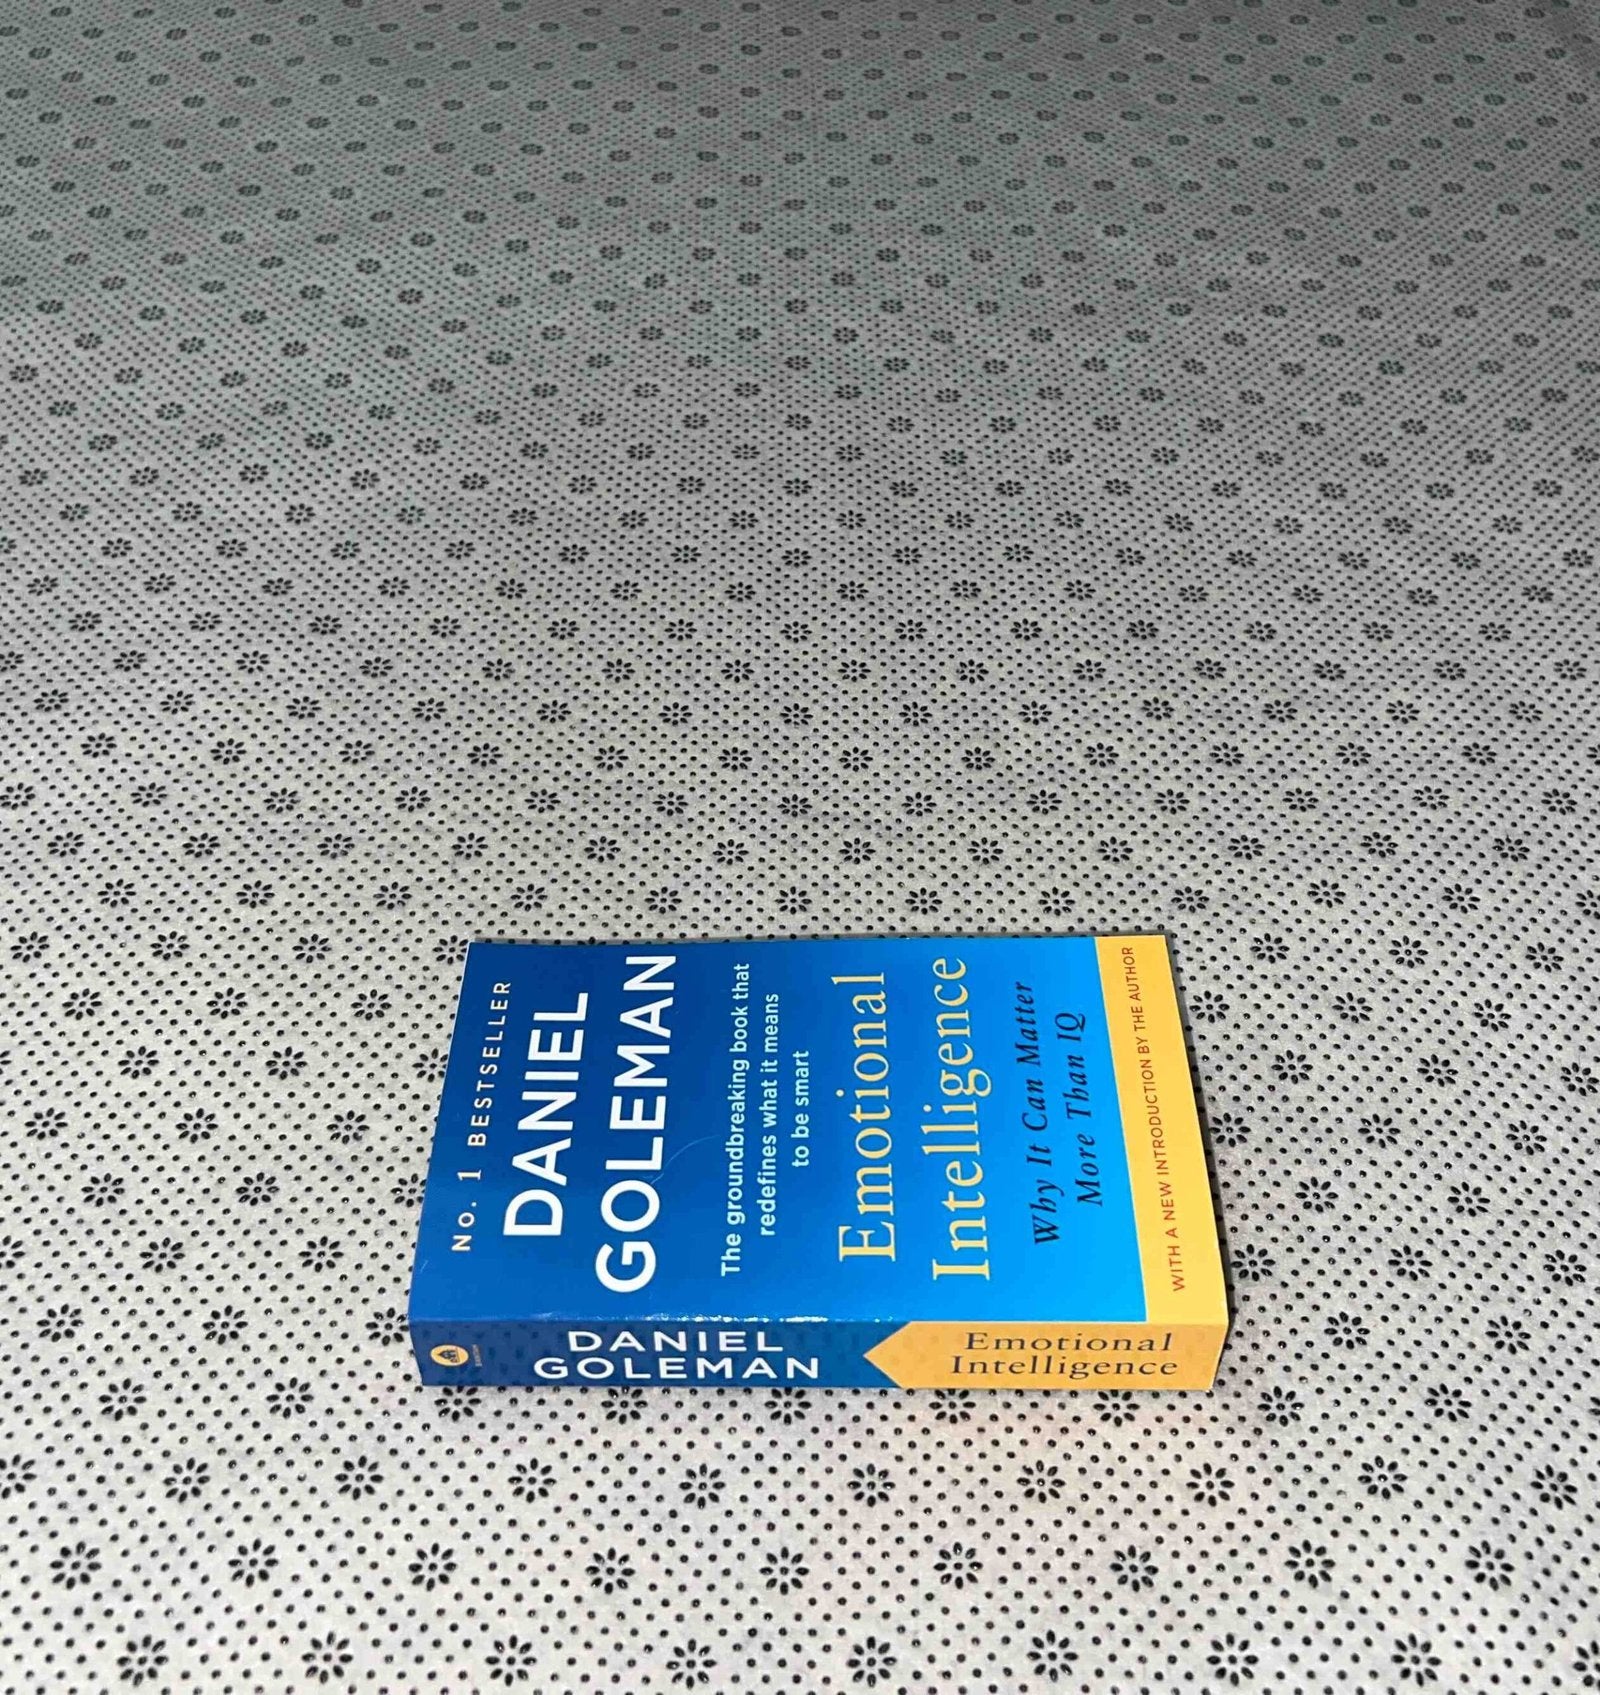 No. 1 BESTSELLER
DANIEL
GOLEMAN
The groundbreaking book that
redefines what it means
to be smart
Emotional
Intelligence
Why It Can Matter
More Than IQ
WITH A NEW INTRODUCTION BY THE AUTHOR
DANIEL
GOLEMAN
Emotional
Intelligence